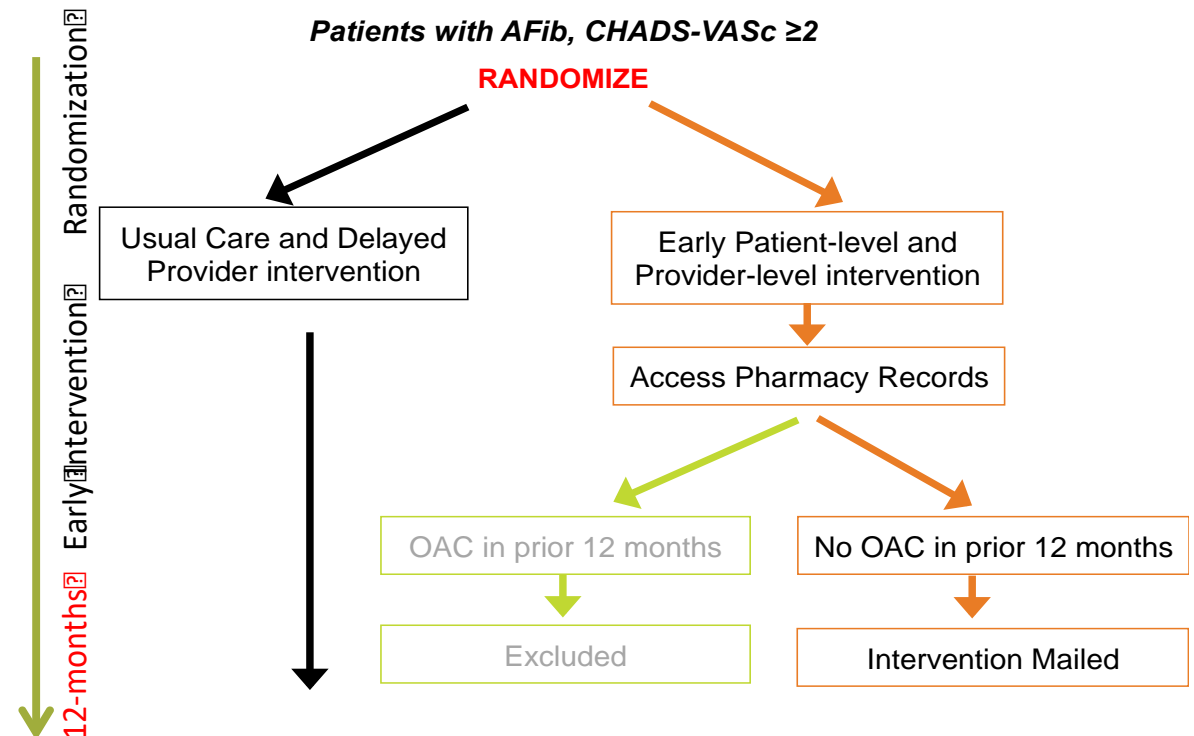 Patients with AFib, CHADS-VASc ≥2
RANDOMIZE
Randomization⍰
Usual Care and Delayed
Provider intervention
Early Patient-level and
Provider-level intervention
Access Pharmacy Records
Early⍰Intervention⍰
OAC in prior 12 months
No OAC in prior 12 months
12-months⍰
Excluded
Intervention Mailed